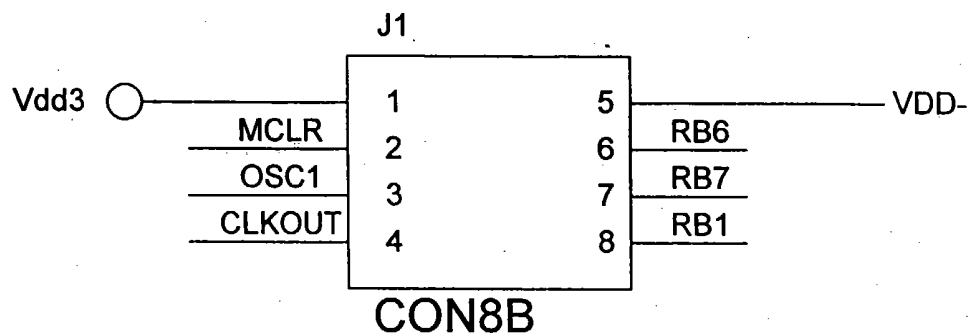 J1
Vdd3 1 5 VDD-
MCLR 2 6 RB6
OSC1 3 7 RB7
CLKOUT 4 8 RB1
CON8B